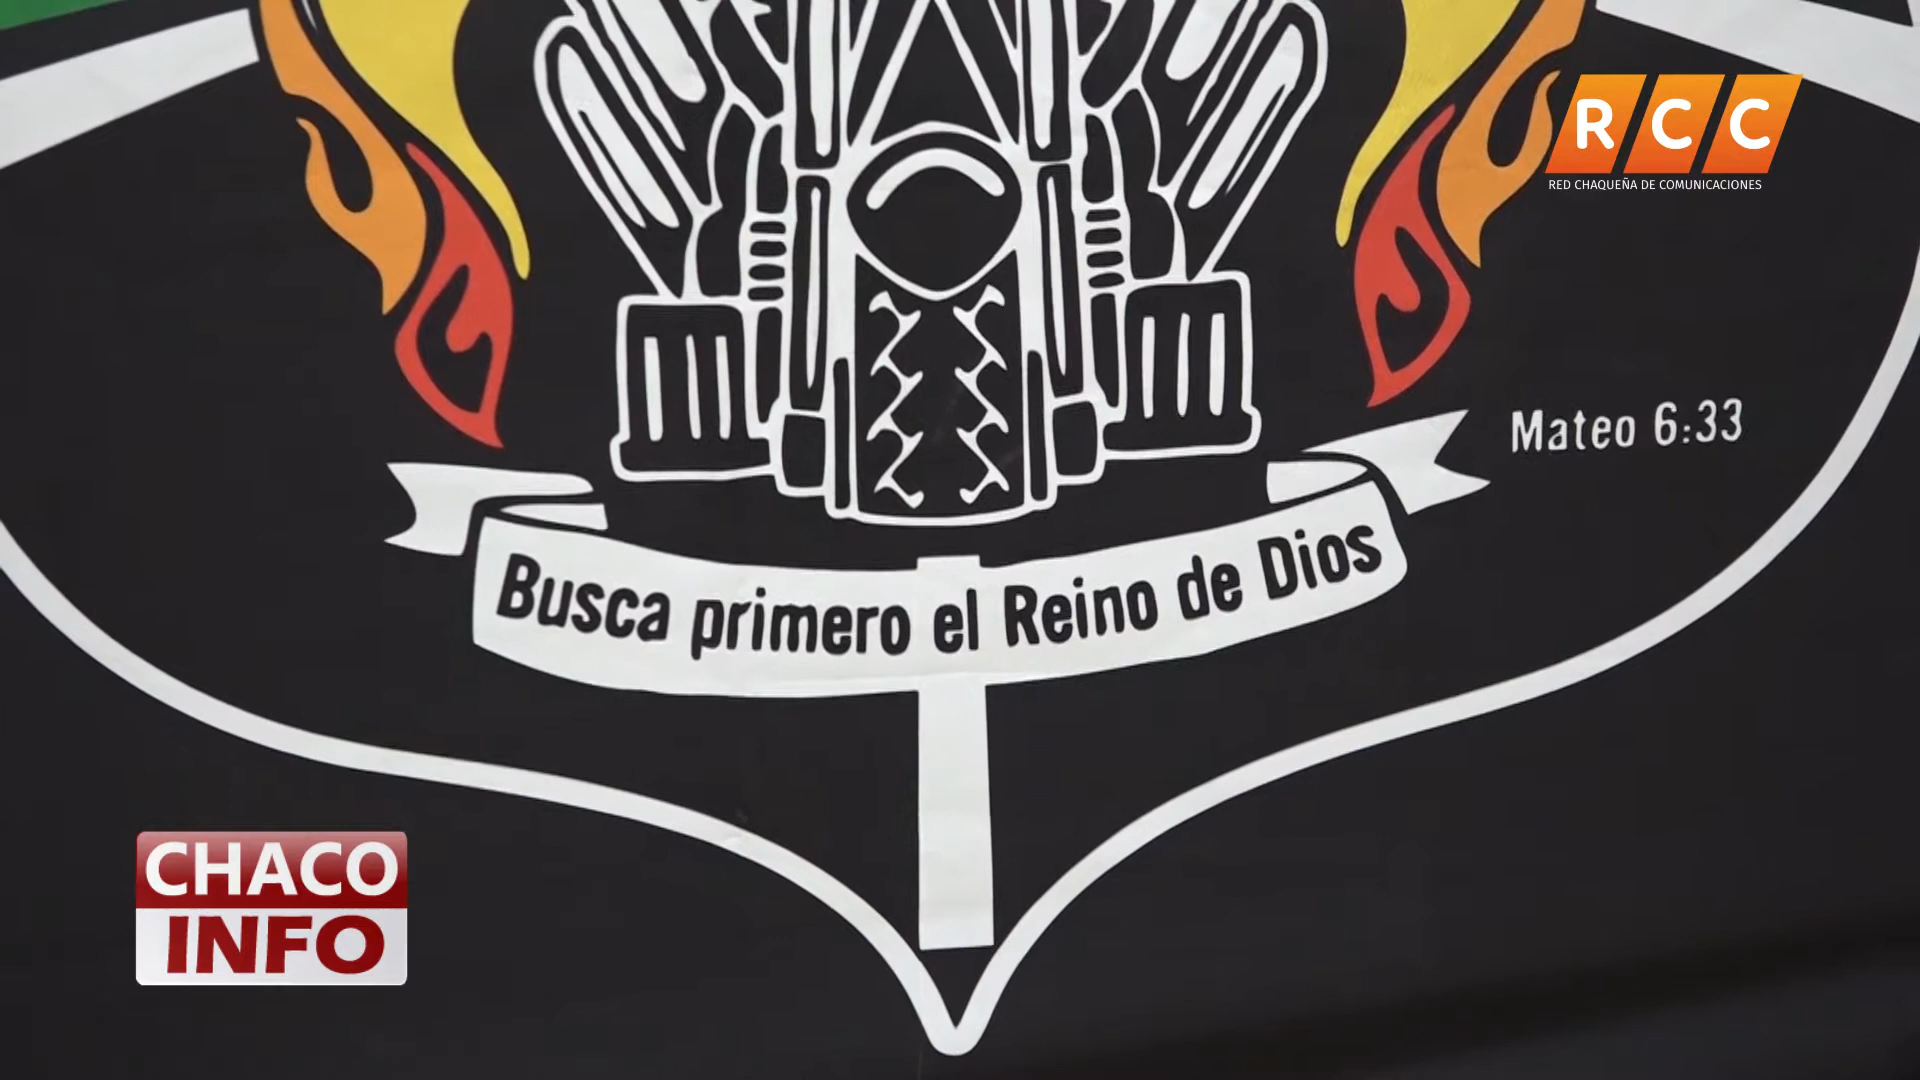 RCC
RED CHAQUEÑA DE COMUNICACIONES
Mateo 6:33
Busca primero el Reino de Dios
CHACO
INFO